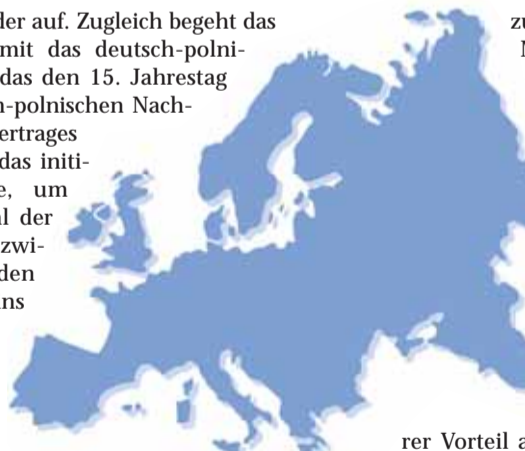 der auf. Zugleich begeht das
mit das deutsch-polni-
das den 15. Jahrestag
n-polnischen Nach-
ertrages
das initi-
e, um
l der
zwi-
den
ns
zu
rer Vorteil a